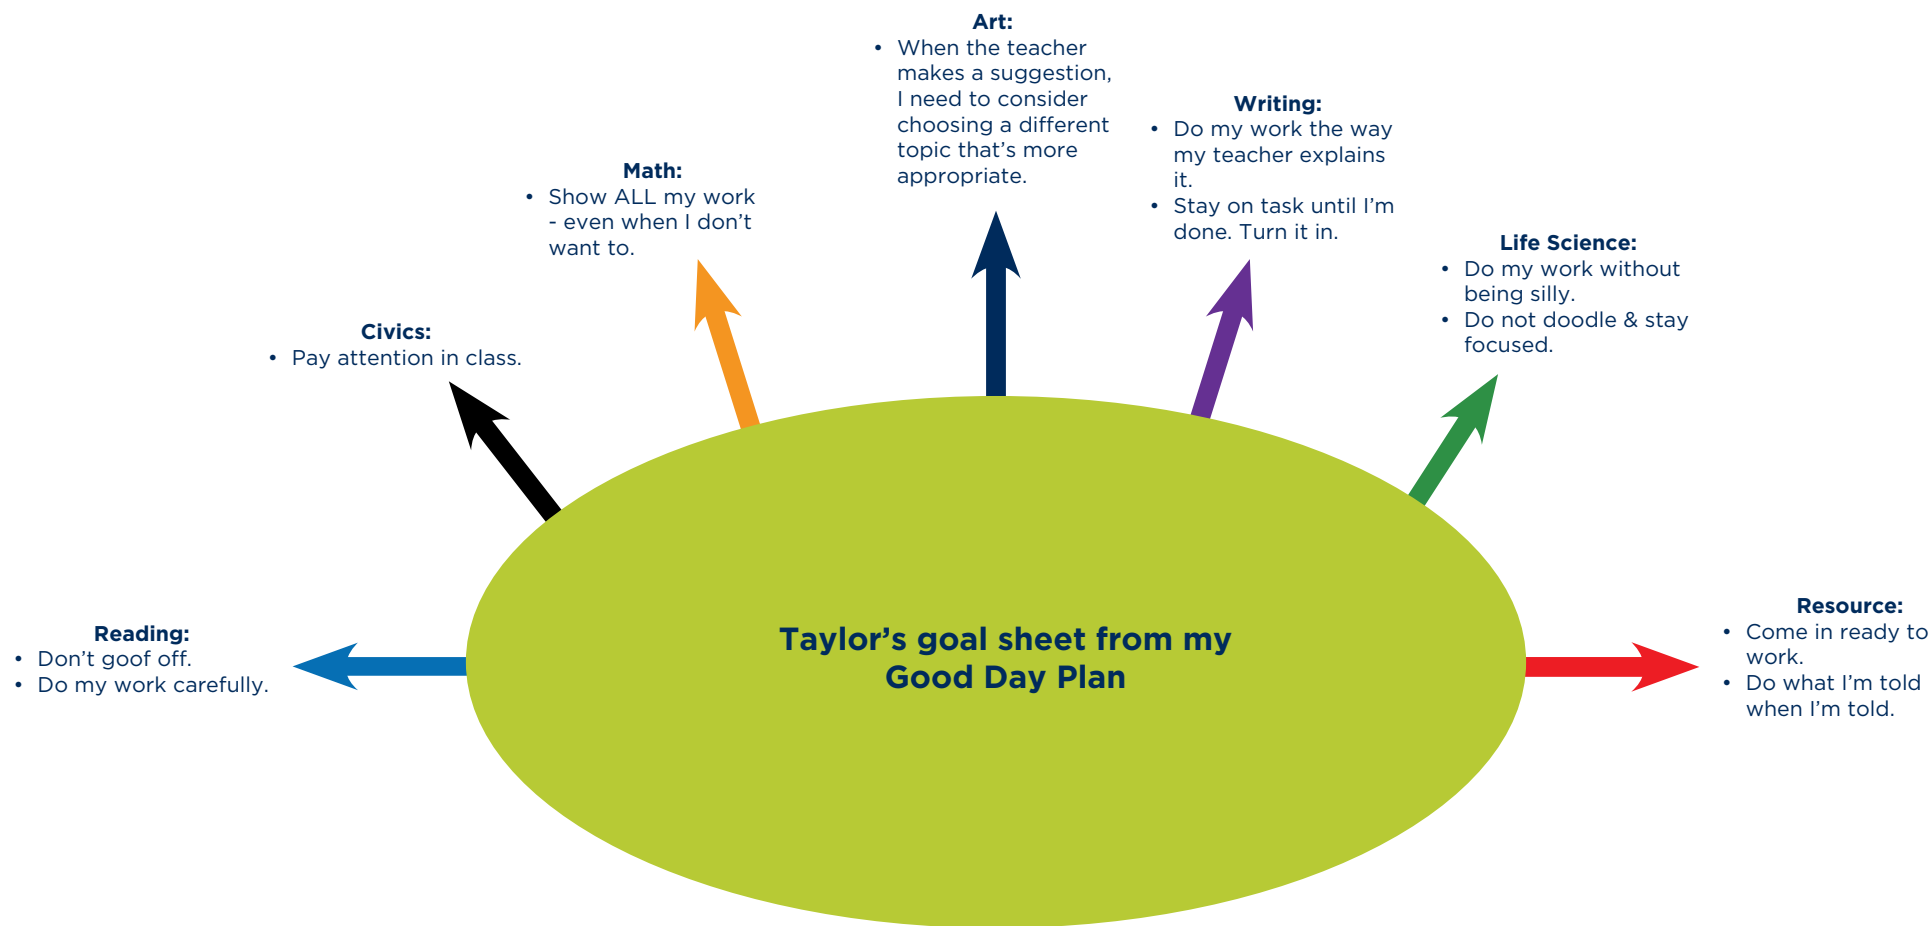 Art:
• When the teacher
makes a suggestion,
I need to consider
choosing a different
topic that’s more
appropriate.
Writing:
• Do my work the way
my teacher explains
it.
• Stay on task until I’m
done. Turn it in.
Math:
• Show ALL my work
- even when I don’t
want to.
Life Science:
• Do my work without
being silly.
• Do not doodle & stay
focused.
Civics:
• Pay attention in class.
Reading:
• Don’t goof off.
• Do my work carefully.
Taylor’s goal sheet from my
Good Day Plan
Resource:
• Come in ready to
work.
• Do what I’m told
when I’m told.